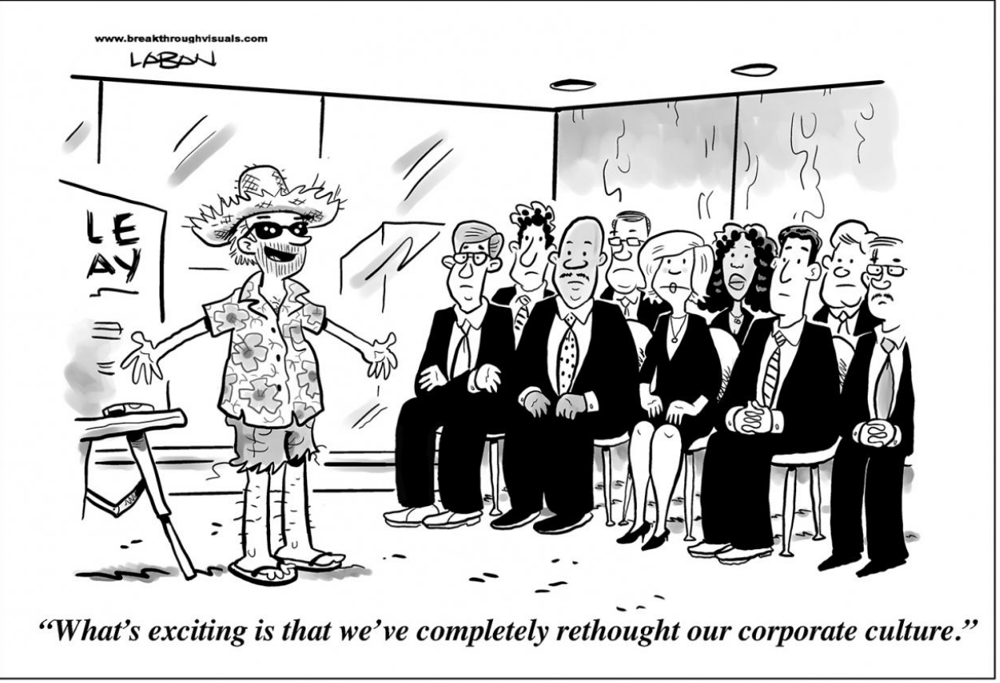 www.breakthroughvisuals.com
LABAN
LE
AY
“What’s exciting is that we’ve completely rethought our corporate culture.”